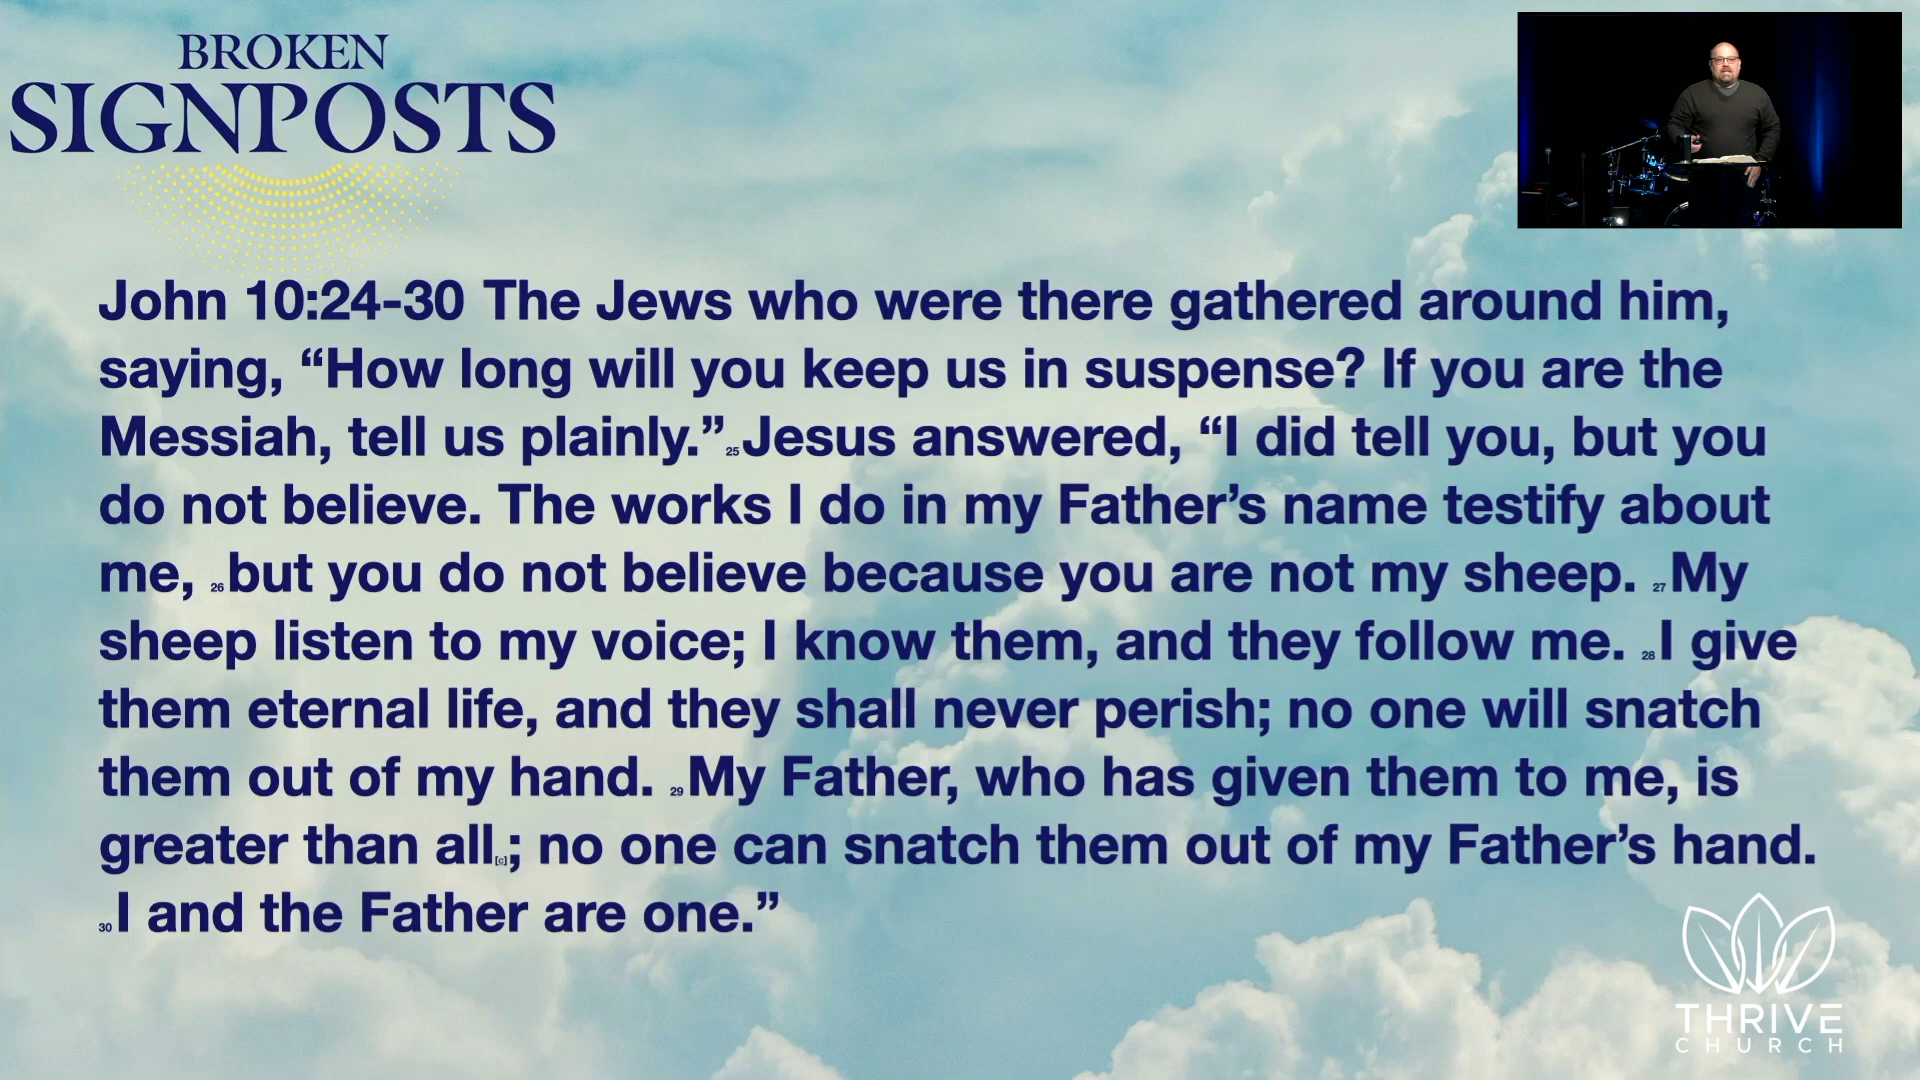 BROKEN
SIGNPOSTS
John 10:24-30 The Jews who were there gathered around him,
saying, “How long will you keep us in suspense? If you are the
Messiah, tell us plainly.” 25 Jesus answered, “I did tell you, but you
do not believe. The works I do in my Father’s name testify about
me, 26 but you do not believe because you are not my sheep. 27 My
sheep listen to my voice; I know them, and they follow me. 28 I give
them eternal life, and they shall never perish; no one will snatch
them out of my hand. 29 My Father, who has given them to me, is
greater than all[c]; no one can snatch them out of my Father’s hand.
30 I and the Father are one.”
THRIVE
CHURCH